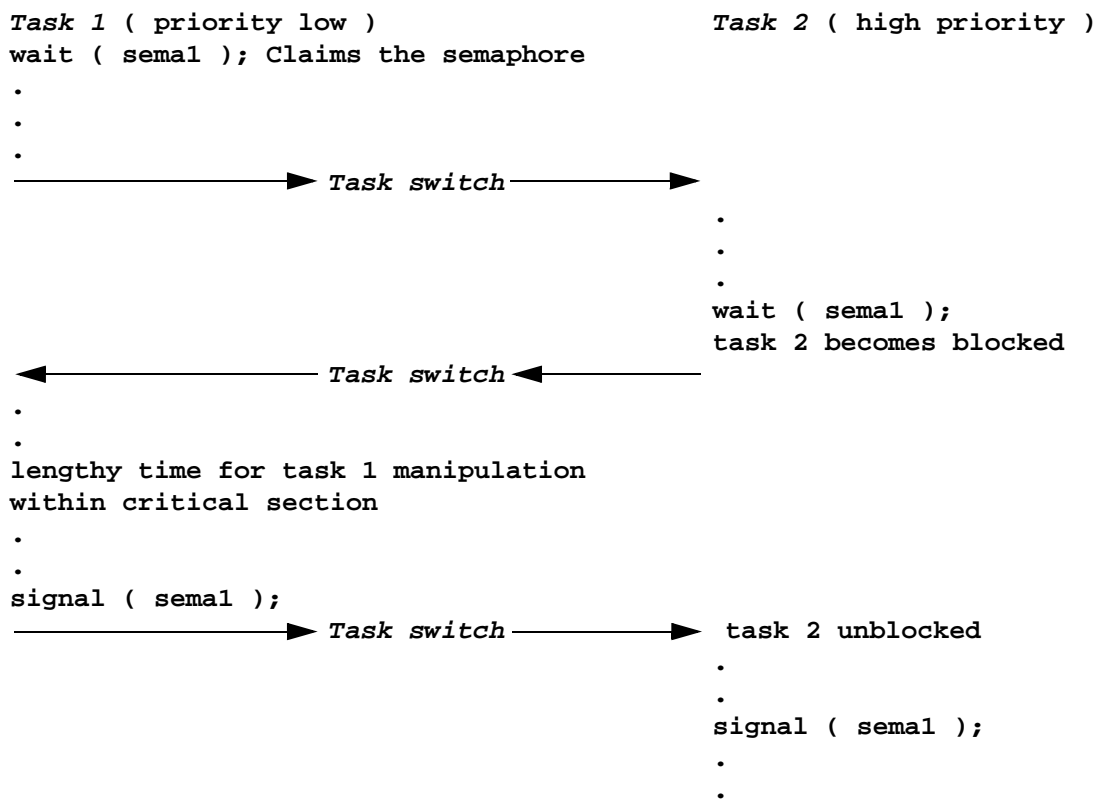 Task 1 ( priority low ) Task 2 ( high priority )
wait ( sema1 ); Claims the semaphore
.
.
.
Task switch
.
.
.
wait ( sema1 );
task 2 becomes blocked
Task switch
.
.
lengthy time for task 1 manipulation
within critical section
.
.
signal ( sema1 );
Task switch task 2 unblocked
.
.
signal ( sema1 );
.
.